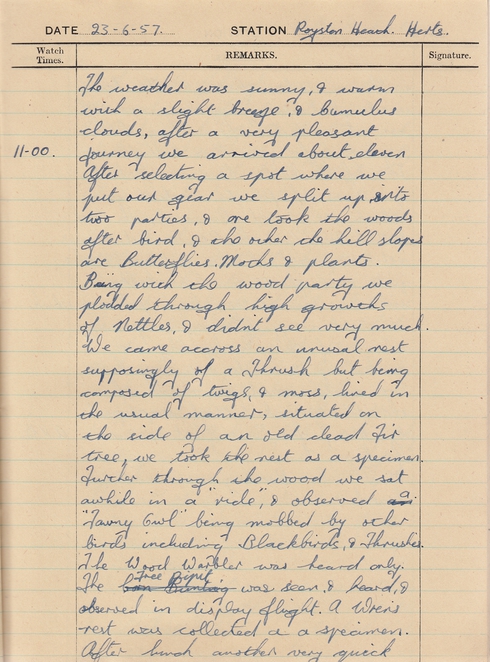 DATE 23-6-57. STATION Royston Heath. Herts.
Watch Times. REMARKS. Signature.
The weather was sunny, & warm
with a slight breeze, & Cumulus
clouds, after a very pleasant
11-00. journey we arrived about eleven
After selecting a spot where we
put our gear we split up into
two parties, & one took the woods
after bird, & the other the hill slopes
are Butterflies. Moths & plants.
Being with the wood party we
plodded through high growths
of Nettles, & didn't see very much.
We came accross an unusual nest
supposingly of a Thrush but being
composed of twigs, & moss, lined in
the usual manner, situated on
the side of an old dead Fir
tree, we took the nest as a specimen.
Further through the wood we sat
awhile in a "ride", & observed a
"Tawny Owl" being mobbed by other
birds including Blackbirds, & Thrushes.
The Wood Warbler was heard only.
The Tree Pipit was seen, & heard, &
observed in display flight. A Wren's
nest was collected a a specimen.
After lunch another very quick